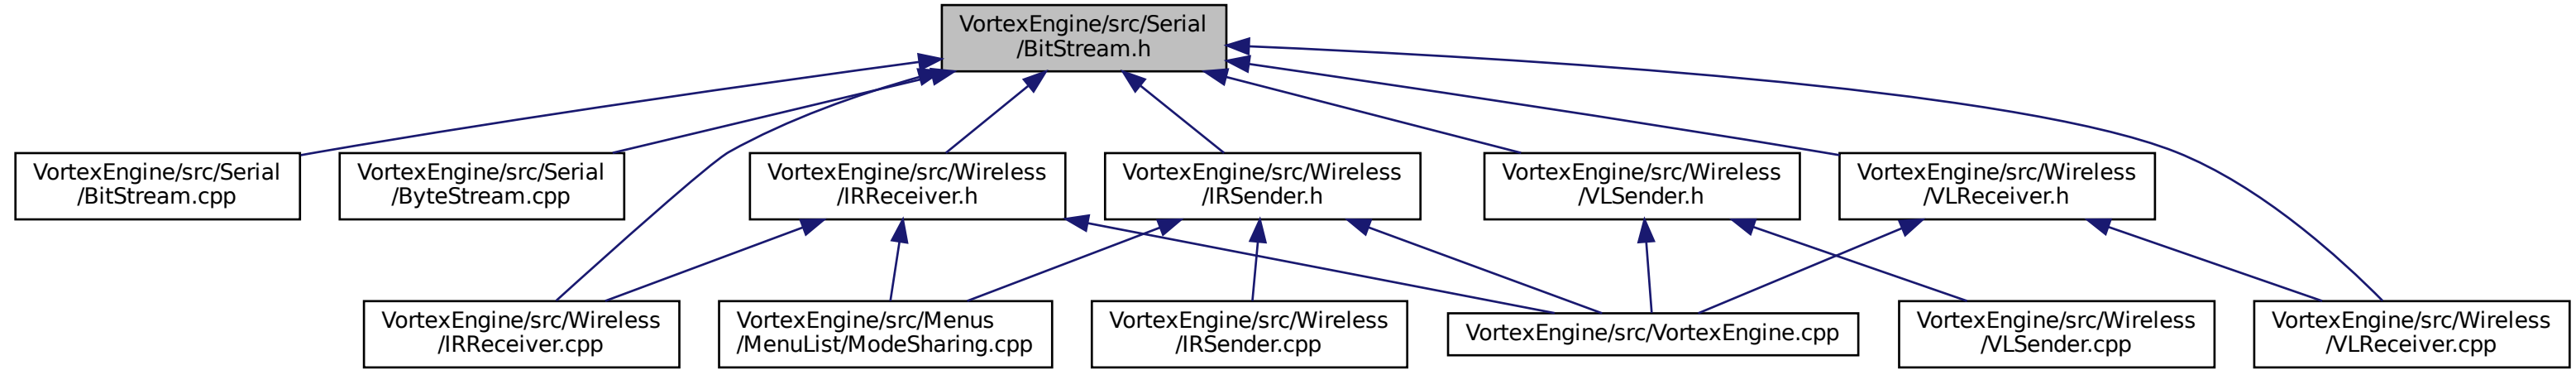 VortexEngine/src/Serial
/BitStream.h
VortexEngine/src/Serial
/BitStream.cpp
VortexEngine/src/Serial
/ByteStream.cpp
VortexEngine/src/Wireless
/IRReceiver.h
VortexEngine/src/Wireless
/IRSender.h
VortexEngine/src/Wireless
/VLSender.h
VortexEngine/src/Wireless
/VLReceiver.h
VortexEngine/src/Wireless
/IRReceiver.cpp
VortexEngine/src/Menus
/MenuList/ModeSharing.cpp
VortexEngine/src/Wireless
/IRSender.cpp
VortexEngine/src/VortexEngine.cpp
VortexEngine/src/Wireless
/VLSender.cpp
VortexEngine/src/Wireless
/VLReceiver.cpp